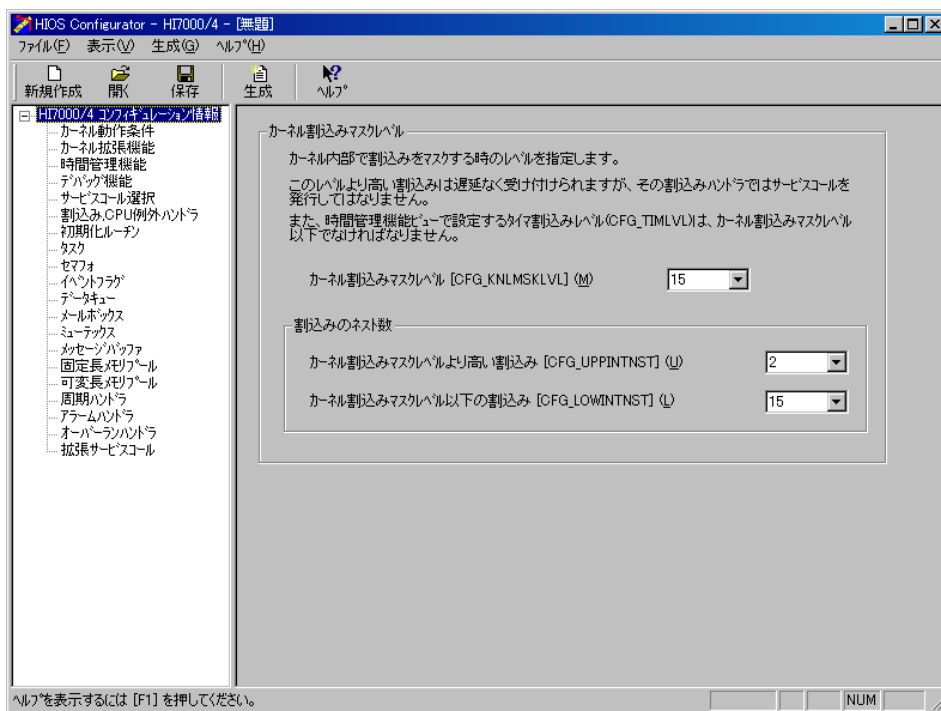 HIOS Configurator - HI7000/4 - [無題]
ファイル(F) 表示(V) 生成(G) ヘルプ(H)
新規作成 開く 保存 生成 ヘルプ
HI7000/4 コンフィギュレーション情報
カーネル動作条件
カーネル拡張機能
時間管理機能
デバッグ機能
サービスコール選択
割込み,CPU例外ハンドラ
初期化ルーチン
タスク
セマフォ
イベントフラグ
データキュー
メールボックス
ミューテックス
メッセージバッファ
固定長メモリプール
可変長メモリプール
周期ハンドラ
アラームハンドラ
オーバーランハンドラ
拡張サービスコール
カーネル割込みマスクレベル
カーネル内部で割込みをマスクする時のレベルを指定します。
このレベルより高い割込みは遅延なく受け付けられますが、その割込みハンドラではサービスコールを
発行してはなりません。
また、時間管理機能ビューで設定するタイマ割込みレベル(CFG_TIMLVL)は、カーネル割込みマスクレベル
以下でなければなりません。
カーネル割込みマスクレベル [CFG_KNLMSKLVL] (M) 15
割込みのネスト数
カーネル割込みマスクレベルより高い割込み [CFG_UPPINTNST] (U) 2
カーネル割込みマスクレベル以下の割込み [CFG_LOWINTNST] (L) 15
ヘルプを表示するには [F1] を押してください。 NUM